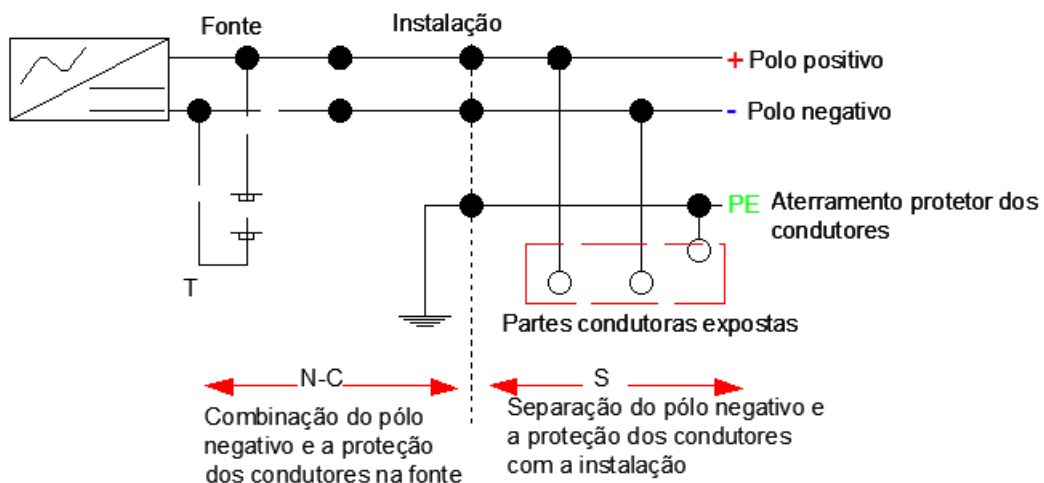 Fonte
Instalação
+ Polo positivo
- Polo negativo
PE Aterramento protetor dos
condutores
T
Partes condutoras expostas
N-C
S
Combinação do pólo
negativo e a proteção
dos condutores na fonte
Separação do pólo negativo e
a proteção dos condutores
com a instalação